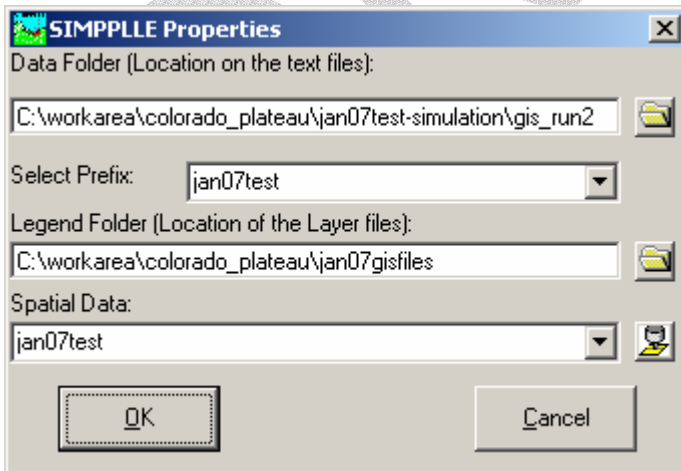 SIMPPLLE Properties
Data Folder (Location on the text files):
C:\workarea\colorado_plateau\jan07test-simulation\gis_run2
Select Prefix:
jan07test
Legend Folder (Location of the Layer files):
C:\workarea\colorado_plateau\jan07gisfiles
Spatial Data:
jan07test
OK
Cancel